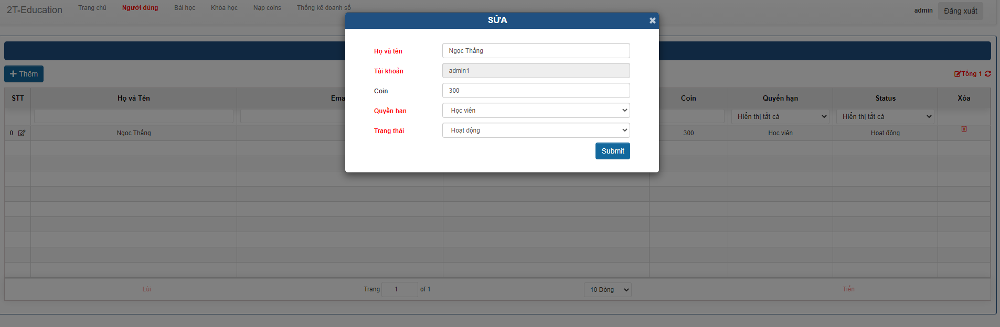 2T-Education Trang chủ Người dùng Bài học Khóa học Nạp coins Thống kê doanh số admin Đăng xuất
SỬA
Họ và tên Ngọc Thắng
Tài khoản admin1
Coin 300
Quyền hạn Học viên
Trạng thái Hoạt động
Submit
Thêm Tổng 1
STT Họ và Tên Ema Coin Quyền hạn Status Xóa
Hiển thị tất cả Hiển thị tất cả
0 Ngọc Thắng 300 Học viên Hoạt động
Lùi Trang 1 of 1 10 Dòng Tiến